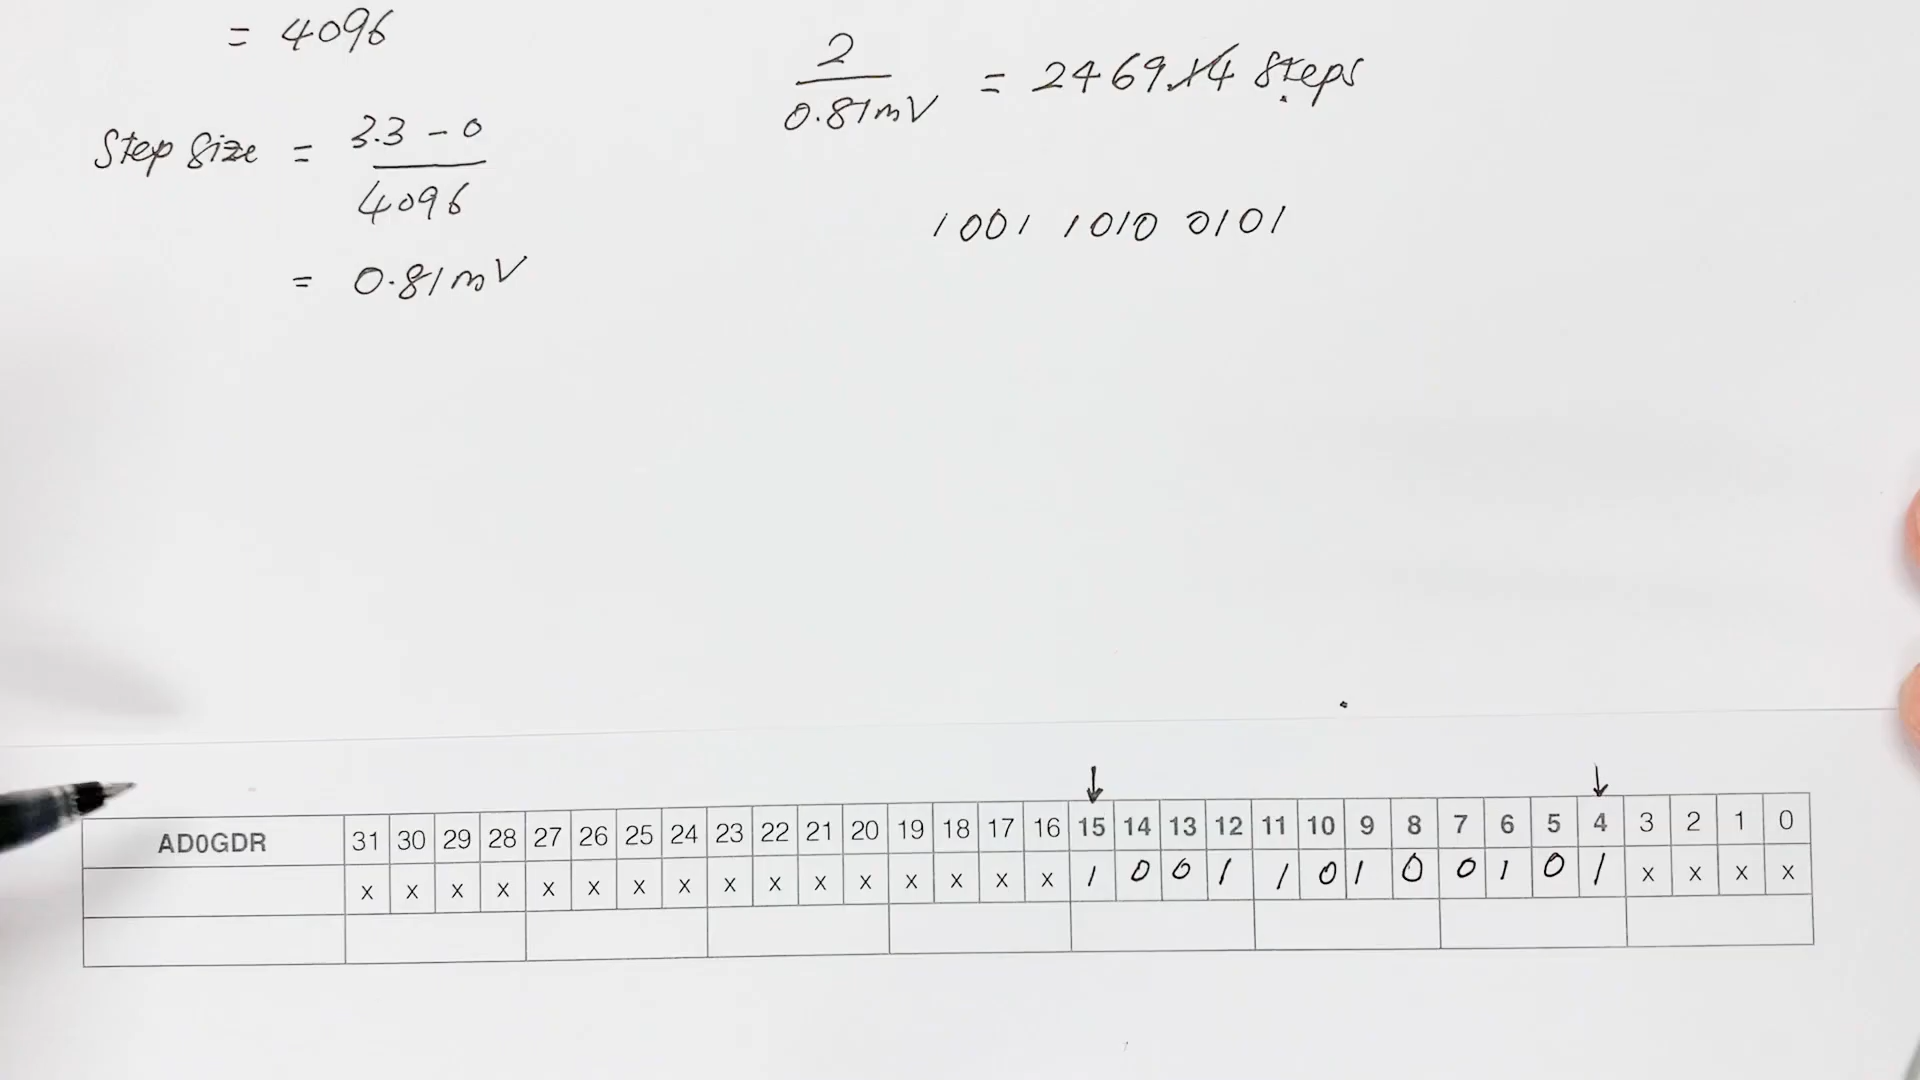 = 4096
Step Size = 3.3 - 0
4096
= 0.81mV
2
0.81mV = 2469.14 Steps
1001 1010 0101
AD0GDR 31 30 29 28 27 26 25 24 23 22 21 20 19 18 17 16 15 14 13 12 11 10 9 8 7 6 5 4 3 2 1 0
x x x x x x x x x x x x x x x x 1 0 0 1 1 0 1 0 0 1 0 1 x x x x